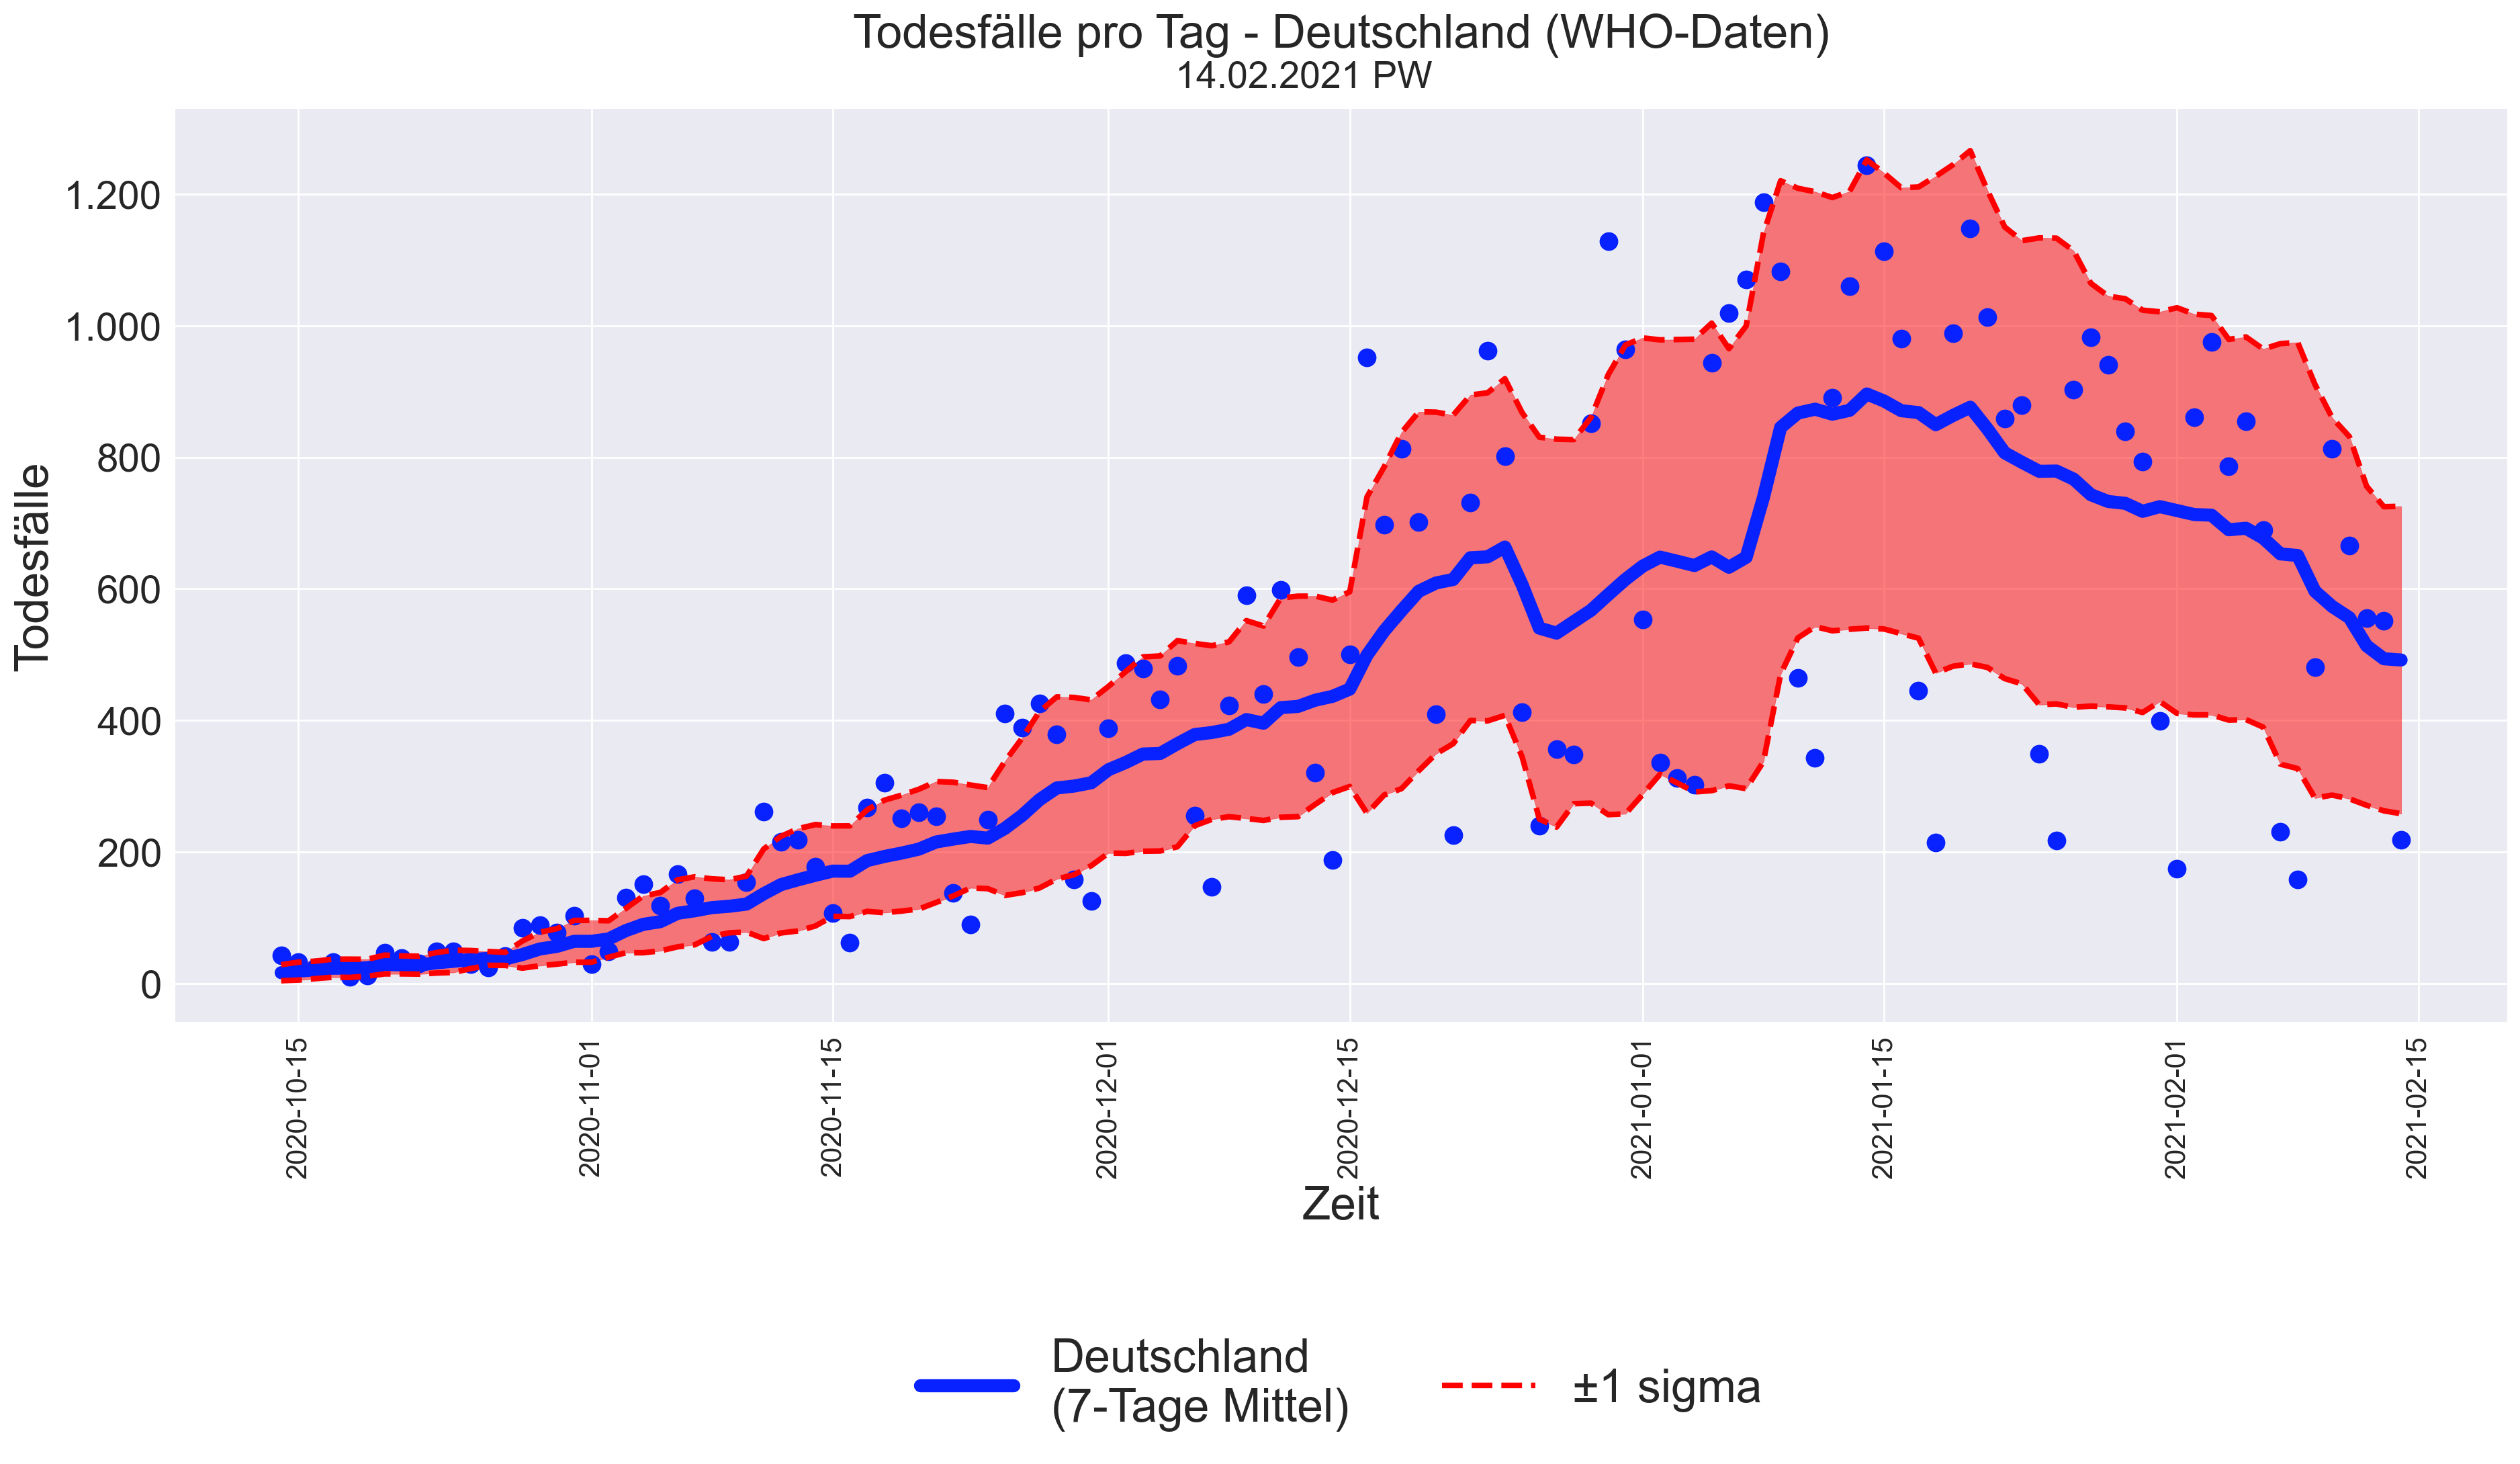 Todesfälle pro Tag - Deutschland (WHO-Daten)
14.02.2021 PW
Todesfälle
1.200
1.000
800
600
400
200
0
2020-10-15
2020-11-01
2020-11-15
2020-12-01
2020-12-15
2021-01-01
2021-01-15
2021-02-01
2021-02-15
Zeit
Deutschland
(7-Tage Mittel)
±1 sigma